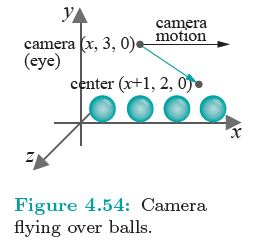 y
camera
motion
camera (x, 3, 0)
(eye)
center (x+1, 2, 0)
x
z
Figure 4.54: Camera
flying over balls.